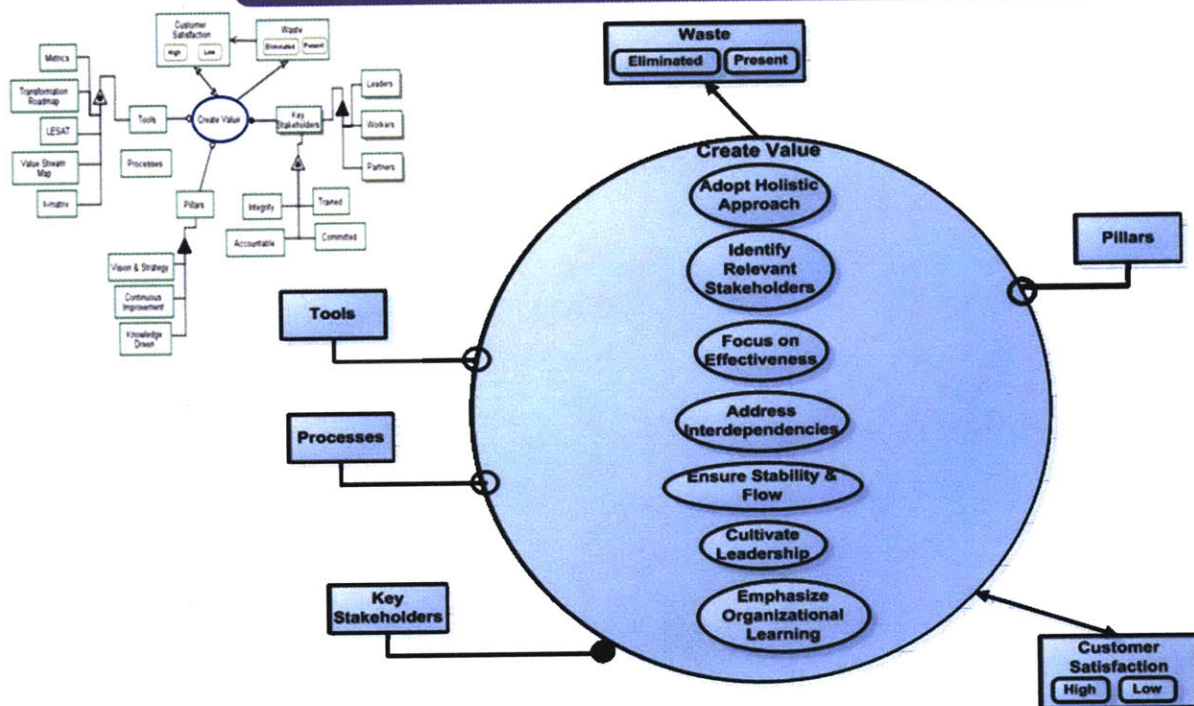 Customer
Satisfaction
High
Low
Waste
Eliminated
Present
Metrics
Transformation
Roadmap
LESAT
Value Stream
Map
X-matrix
Tools
Processes
Create Value
Key
Stakeholders
Leaders
Workers
Partners
Pillars
Integrity
Trained
Accountable
Committed
Vision & Strategy
Continuous
Improvement
Knowledge
Driven
Waste
Eliminated
Present
Create Value
Adopt Holistic
Approach
Identify
Relevant
Stakeholders
Focus on
Effectiveness
Address
Interdependencies
Ensure Stability &
Flow
Cultivate
Leadership
Emphasize
Organizational
Learning
Pillars
Tools
Processes
Key
Stakeholders
Customer
Satisfaction
High
Low